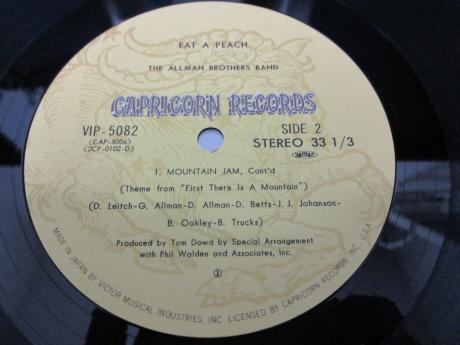 EAT A PEACH
THE ALLMAN BROTHERS BAND
CAPRICORN RECORDS
VIP-5082
(CAP-5006)
(2CP-0102-D)
SIDE 2
STEREO 33 1/3
1. MOUNTAIN JAM, Cont'd
(Theme from "First There Is A Mountain")
(D. Leitch-G. Allman-D. Allman-D. Betts-J. J. Johanson-
B. Oakley-B. Trucks)
Produced by Tom Dowd by Special Arrangement
with Phil Walden and Associates, Inc.
MADE IN JAPAN BY VICTOR MUSICAL INDUSTRIES, INC. LICENSED BY CAPRICORN RECORDS, INC. U.S.A.